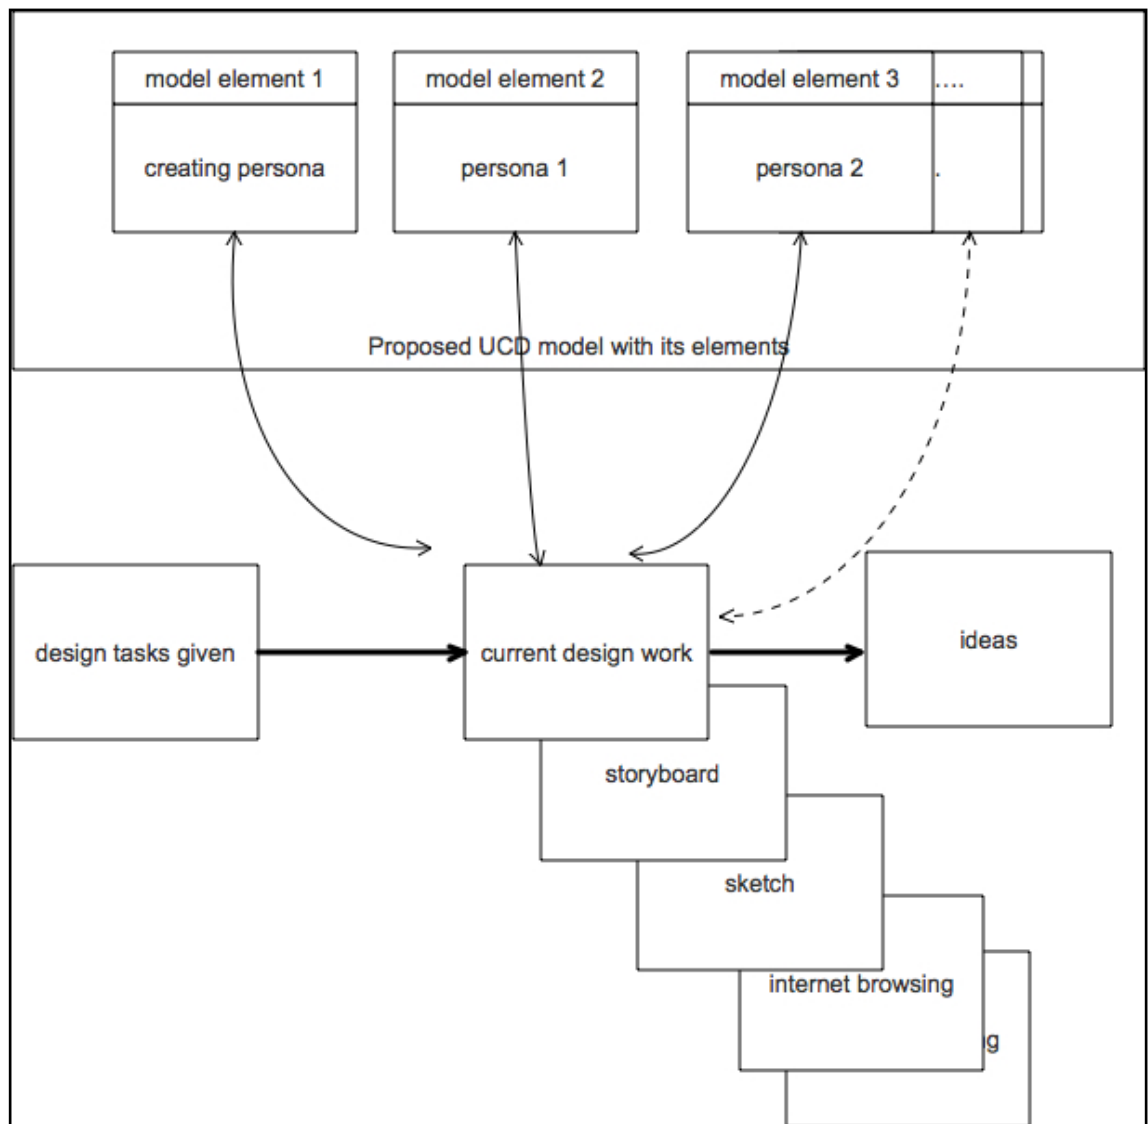 model element 1
model element 2
model element 3
....
creating persona
persona 1
persona 2
.
Proposed UCD model with its elements
design tasks given
current design work
ideas
storyboard
sketch
internet browsing